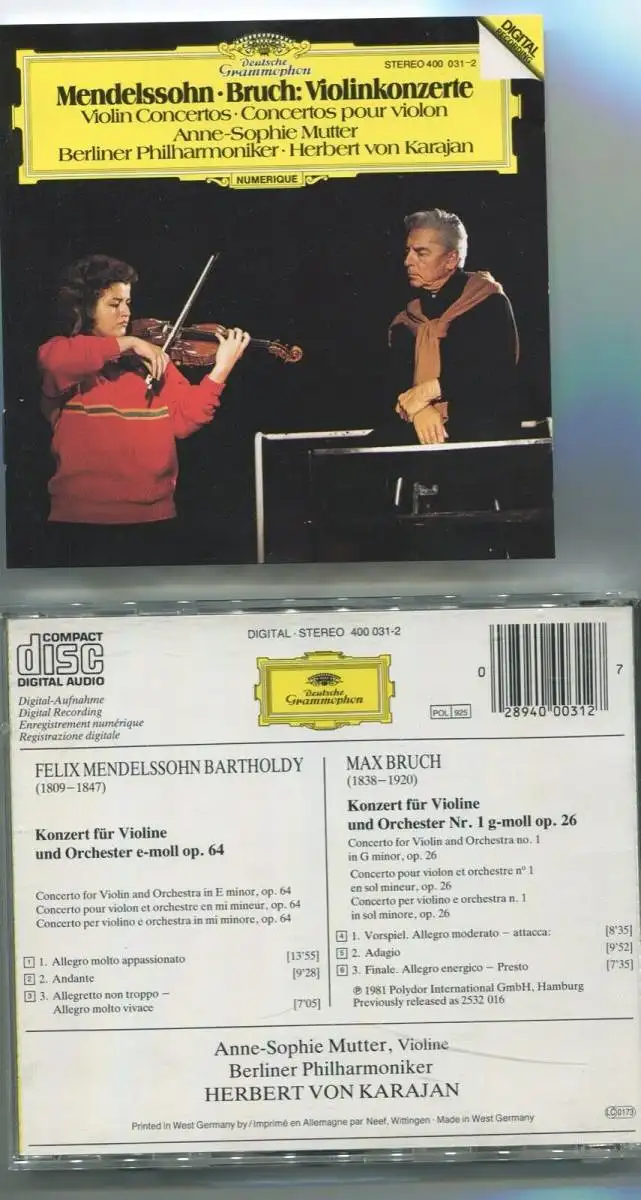 Deutsche
Grammophon
STEREO 400 031-2
DIGITAL
RECORDING
Mendelssohn · Bruch: Violinkonzerte
Violin Concertos · Concertos pour violon
Anne-Sophie Mutter
Berliner Philharmoniker · Herbert von Karajan
NUMERIQUE
COMPACT
disc
DIGITAL AUDIO
DIGITAL · STEREO 400 031-2
Deutsche
Grammophon
POL 925
0 28940 00312 7
Digital-Aufnahme
Digital Recording
Enregistrement numérique
Registrazione digitale
FELIX MENDELSSOHN BARTHOLDY
(1809–1847)
Konzert für Violine
und Orchester e-moll op. 64
Concerto for Violin and Orchestra in E minor, op. 64
Concerto pour violon et orchestre en mi mineur, op. 64
Concerto per violino e orchestra in mi minore, op. 64
1 1. Allegro molto appassionato [13'55]
2 2. Andante [9'28]
3 3. Allegretto non troppo –
Allegro molto vivace [7'05]
MAX BRUCH
(1838–1920)
Konzert für Violine
und Orchester Nr. 1 g-moll op. 26
Concerto for Violin and Orchestra no. 1
in G minor, op. 26
Concerto pour violon et orchestre n° 1
en sol mineur, op. 26
Concerto per violino e orchestra n. 1
in sol minore, op. 26
4 1. Vorspiel. Allegro moderato – attacca: [8'35]
5 2. Adagio [9'52]
6 3. Finale. Allegro energico – Presto [7'35]
℗ 1981 Polydor International GmbH, Hamburg
Previously released as 2532 016
Anne-Sophie Mutter, Violine
Berliner Philharmoniker
HERBERT VON KARAJAN
LC 0173
Printed in West Germany by / Imprimé en Allemagne par Neef, Wittingen · Made in West Germany